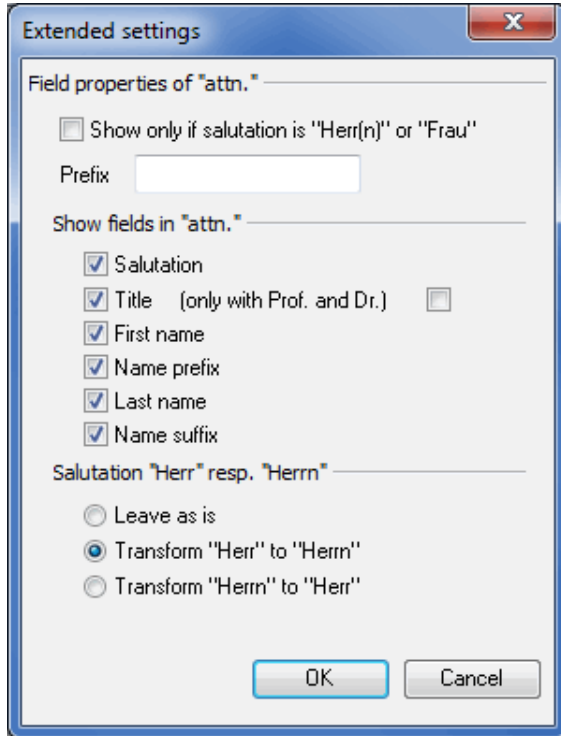 Extended settings
Field properties of "attn."
Show only if salutation is "Herr(n)" or "Frau"
Prefix
Show fields in "attn."
Salutation
Title (only with Prof. and Dr.)
First name
Name prefix
Last name
Name suffix
Salutation "Herr" resp. "Herrn"
Leave as is
Transform "Herr" to "Herrn"
Transform "Herrn" to "Herr"
OK Cancel